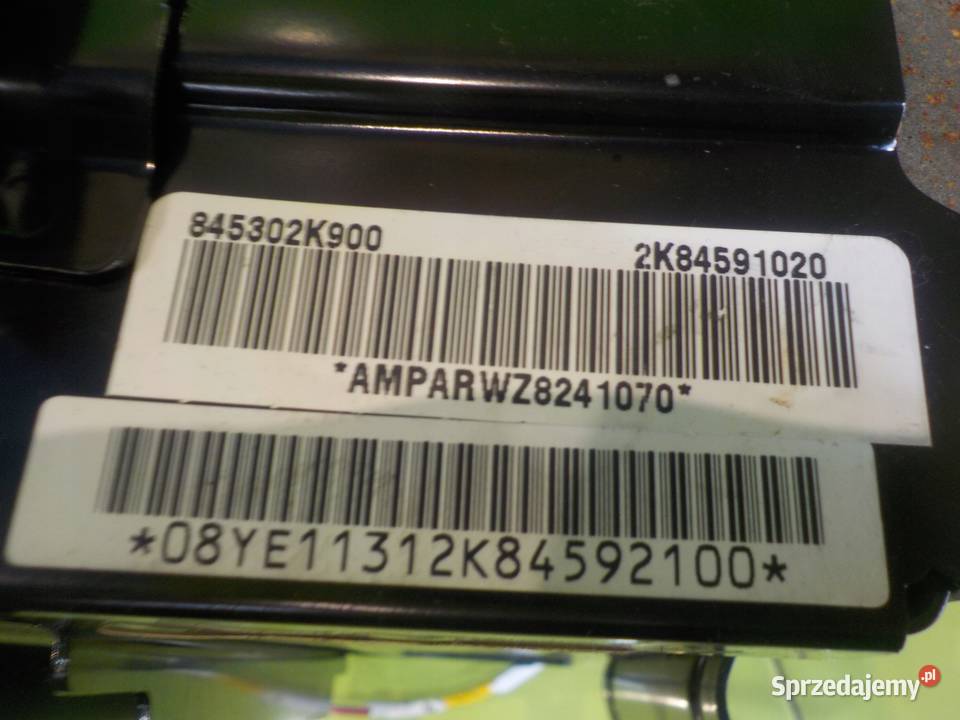 845302K900
2K84591020
*AMPARWZ8241070*
*08YE11312K84592100*
Sprzedajemy.pl